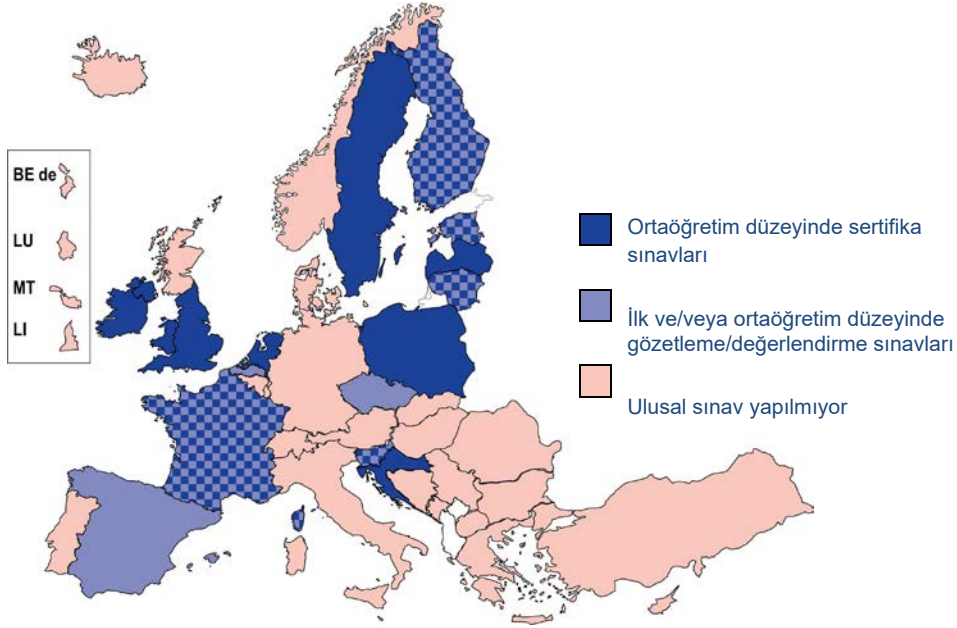 BE de
LU
MT
LI
Ortaöğretim düzeyinde sertifika
sınavları
İlk ve/veya ortaöğretim düzeyinde
gözetleme/değerlendirme sınavları
Ulusal sınav yapılmıyor